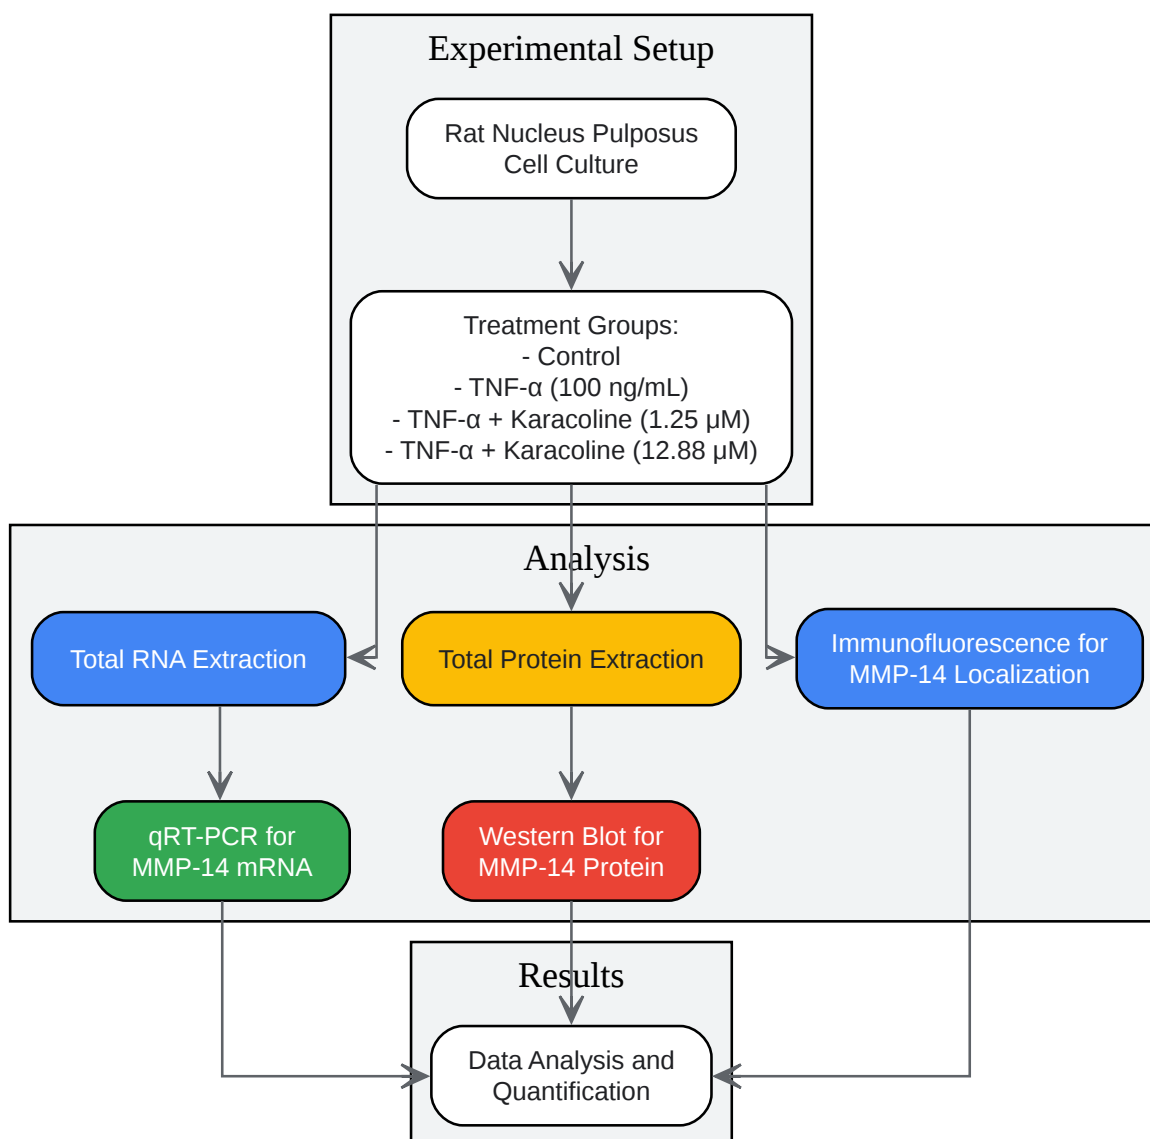 Experimental Setup
Rat Nucleus Pulposus
Cell Culture
Treatment Groups:
- Control
- TNF-α (100 ng/mL)
- TNF-α + Karacoline (1.25 μM)
- TNF-α + Karacoline (12.88 μM)
Analysis
Total RNA Extraction
Total Protein Extraction
Immunofluorescence for
MMP-14 Localization
qRT-PCR for
MMP-14 mRNA
Western Blot for
MMP-14 Protein
Results
Data Analysis and
Quantification